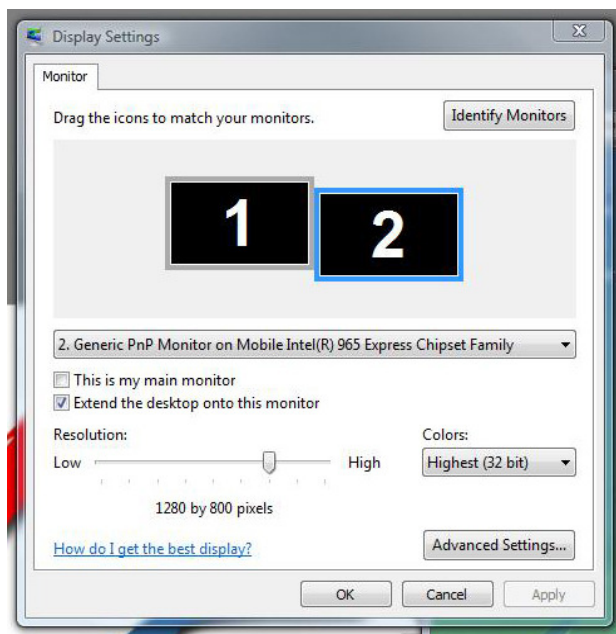 Display Settings
Monitor
Drag the icons to match your monitors.
Identify Monitors
1
2
2. Generic PnP Monitor on Mobile Intel(R) 965 Express Chipset Family
This is my main monitor
Extend the desktop onto this monitor
Resolution:
Colors:
Low
High
Highest (32 bit)
1280 by 800 pixels
How do I get the best display?
Advanced Settings...
OK
Cancel
Apply